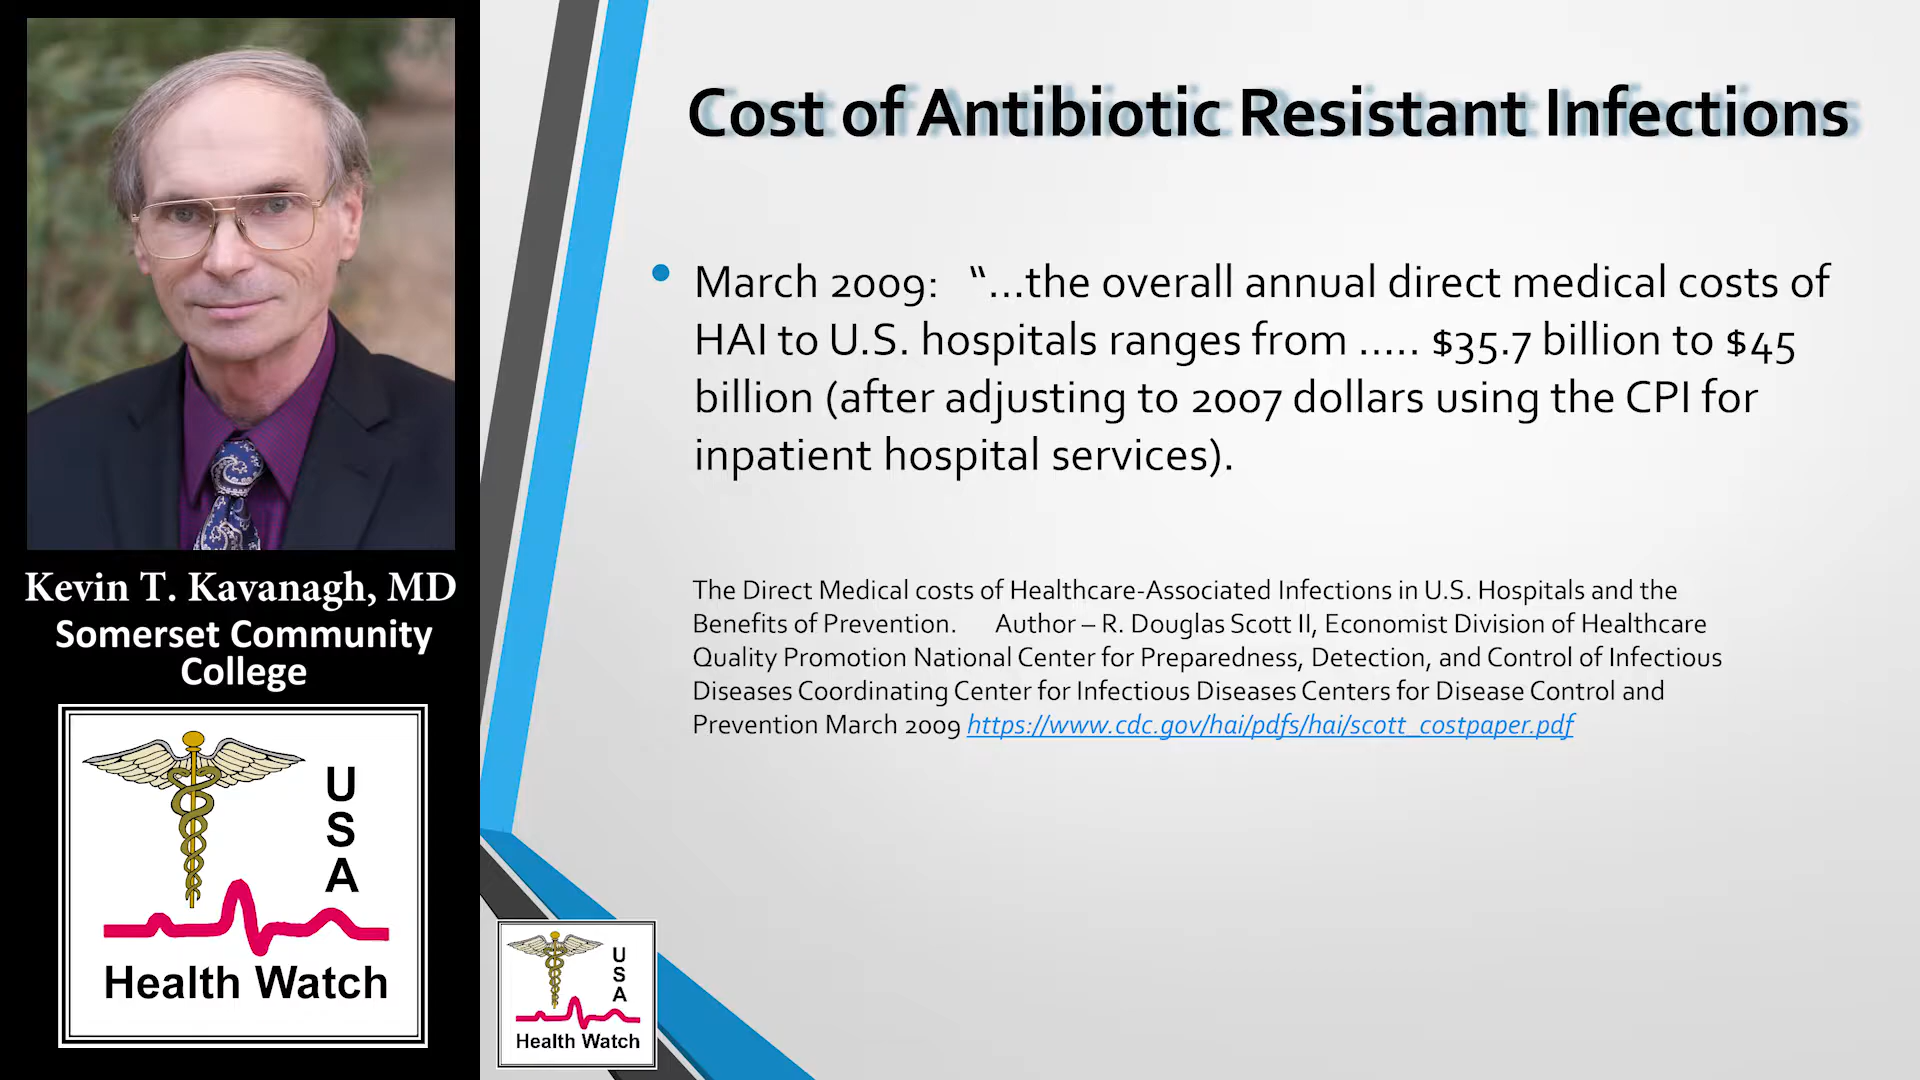 Kevin T. Kavanagh, MD
Somerset Community
College
USA
Health Watch
Cost of Antibiotic Resistant Infections
• March 2009:   “...the overall annual direct medical costs of
HAI to U.S. hospitals ranges from ..... $35.7 billion to $45
billion (after adjusting to 2007 dollars using the CPI for
inpatient hospital services).
The Direct Medical costs of Healthcare-Associated Infections in U.S. Hospitals and the
Benefits of Prevention.     Author – R. Douglas Scott II, Economist Division of Healthcare
Quality Promotion National Center for Preparedness, Detection, and Control of Infectious
Diseases Coordinating Center for Infectious Diseases Centers for Disease Control and
Prevention March 2009 https://www.cdc.gov/hai/pdfs/hai/scott_costpaper.pdf
USA
Health Watch